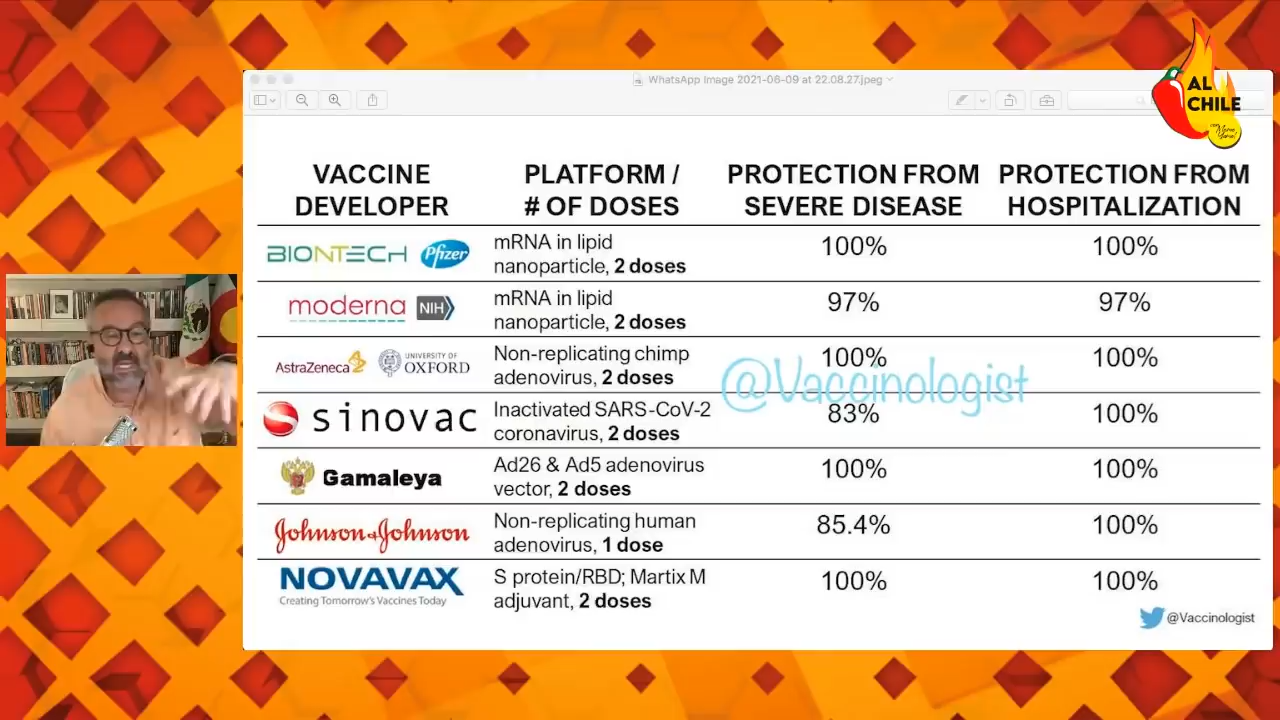 WhatsApp Image 2021-06-09 at 22.08.27.jpeg
AL
CHILE
VACCINE
DEVELOPER
PLATFORM /
# OF DOSES
PROTECTION FROM
SEVERE DISEASE
PROTECTION FROM
HOSPITALIZATION
BIONTECH Pfizer
mRNA in lipid
nanoparticle, 2 doses
100%
100%
moderna NIH
mRNA in lipid
nanoparticle, 2 doses
97%
97%
AstraZeneca UNIVERSITY OF
OXFORD
Non-replicating chimp
adenovirus, 2 doses
100%
100%
@Vaccinologist
sinovac
Inactivated SARS-CoV-2
coronavirus, 2 doses
83%
100%
Gamaleya
Ad26 & Ad5 adenovirus
vector, 2 doses
100%
100%
Johnson & Johnson
Non-replicating human
adenovirus, 1 dose
85.4%
100%
NOVAVAX
Creating Tomorrow's Vaccines Today
S protein/RBD; Martix M
adjuvant, 2 doses
100%
100%
@Vaccinologist